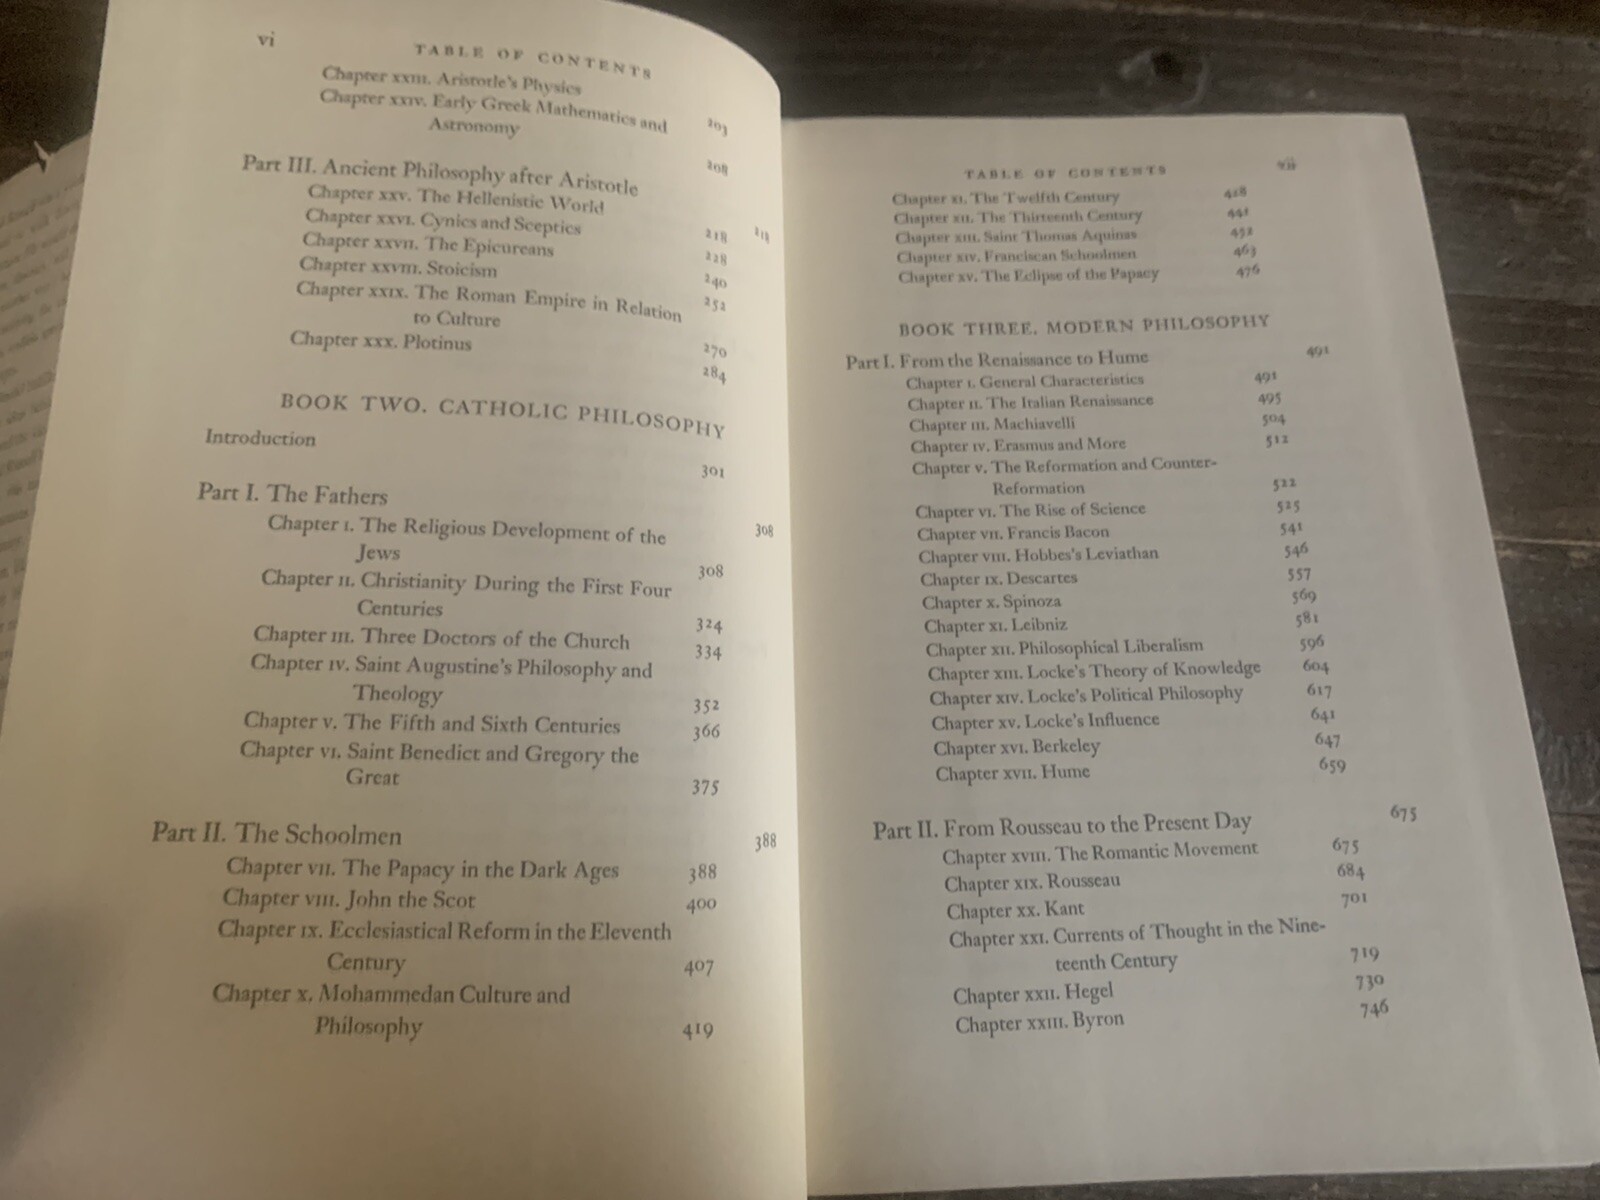 vi
TABLE OF CONTENTS
Chapter XXIII. Aristotle's Physics 203
Chapter XXIV. Early Greek Mathematics and
Astronomy 208
Part III. Ancient Philosophy after Aristotle 218
Chapter XXV. The Hellenistic World 218
Chapter XXVI. Cynics and Sceptics 228
Chapter XXVII. The Epicureans 240
Chapter XXVIII. Stoicism 252
Chapter XXIX. The Roman Empire in Relation
to Culture 270
Chapter XXX. Plotinus 284
BOOK TWO. CATHOLIC PHILOSOPHY
Introduction 301
Part I. The Fathers 308
Chapter I. The Religious Development of the
Jews 308
Chapter II. Christianity During the First Four
Centuries 324
Chapter III. Three Doctors of the Church 334
Chapter IV. Saint Augustine's Philosophy and
Theology 352
Chapter V. The Fifth and Sixth Centuries 366
Chapter VI. Saint Benedict and Gregory the
Great 375
Part II. The Schoolmen 388
Chapter VII. The Papacy in the Dark Ages 388
Chapter VIII. John the Scot 400
Chapter IX. Ecclesiastical Reform in the Eleventh
Century 407
Chapter X. Mohammedan Culture and
Philosophy 419
TABLE OF CONTENTS vii
Chapter XI. The Twelfth Century
Chapter XII. The Thirteenth Century 441
Chapter XIII. Saint Thomas Aquinas 452
Chapter XIV. Franciscan Schoolmen 463
Chapter XV. The Eclipse of the Papacy 476
BOOK THREE. MODERN PHILOSOPHY
Part I. From the Renaissance to Hume 491
Chapter I. General Characteristics 491
Chapter II. The Italian Renaissance 495
Chapter III. Machiavelli 504
Chapter IV. Erasmus and More 512
Chapter V. The Reformation and Counter-
Reformation 522
Chapter VI. The Rise of Science 525
Chapter VII. Francis Bacon 541
Chapter VIII. Hobbes's Leviathan 546
Chapter IX. Descartes 557
Chapter X. Spinoza 569
Chapter XI. Leibniz 581
Chapter XII. Philosophical Liberalism 596
Chapter XIII. Locke's Theory of Knowledge 604
Chapter XIV. Locke's Political Philosophy 617
Chapter XV. Locke's Influence 641
Chapter XVI. Berkeley 647
Chapter XVII. Hume 659
Part II. From Rousseau to the Present Day 675
Chapter XVIII. The Romantic Movement 675
Chapter XIX. Rousseau 684
Chapter XX. Kant 701
Chapter XXI. Currents of Thought in the Nine-
teenth Century 719
Chapter XXII. Hegel 730
Chapter XXIII. Byron 746